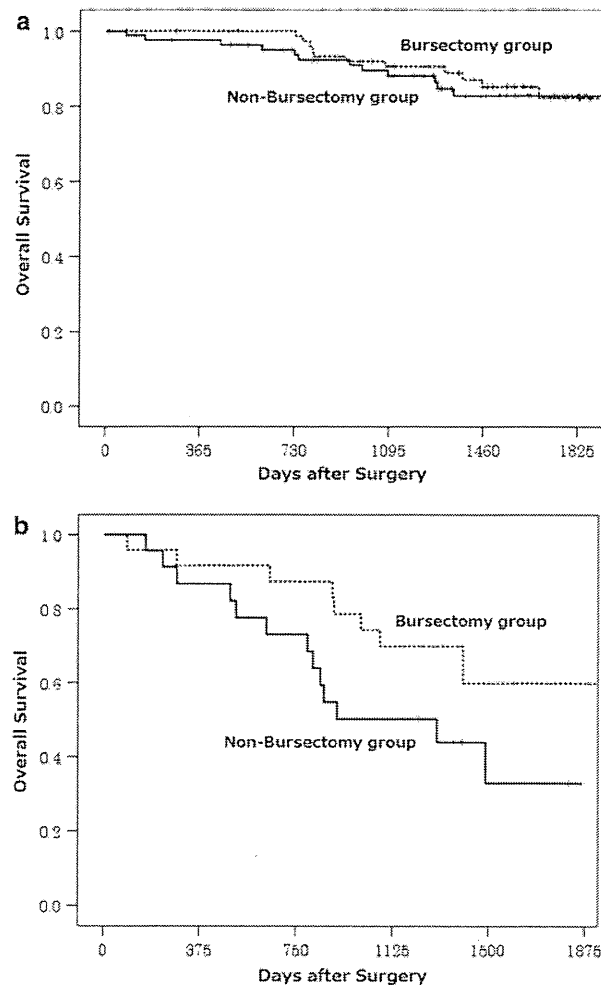 a
1.0
0.8
0.6
0.4
0.2
0.0
Overall Survival
Bursectomy group
Non-Bursectomy group
0 365 730 1095 1460 1825
Days after Surgery
b
1.0
0.8
0.6
0.4
0.2
0.0
Overall Survival
Bursectomy group
Non-Bursectomy group
0 375 750 1125 1500 1875
Days after Surgery